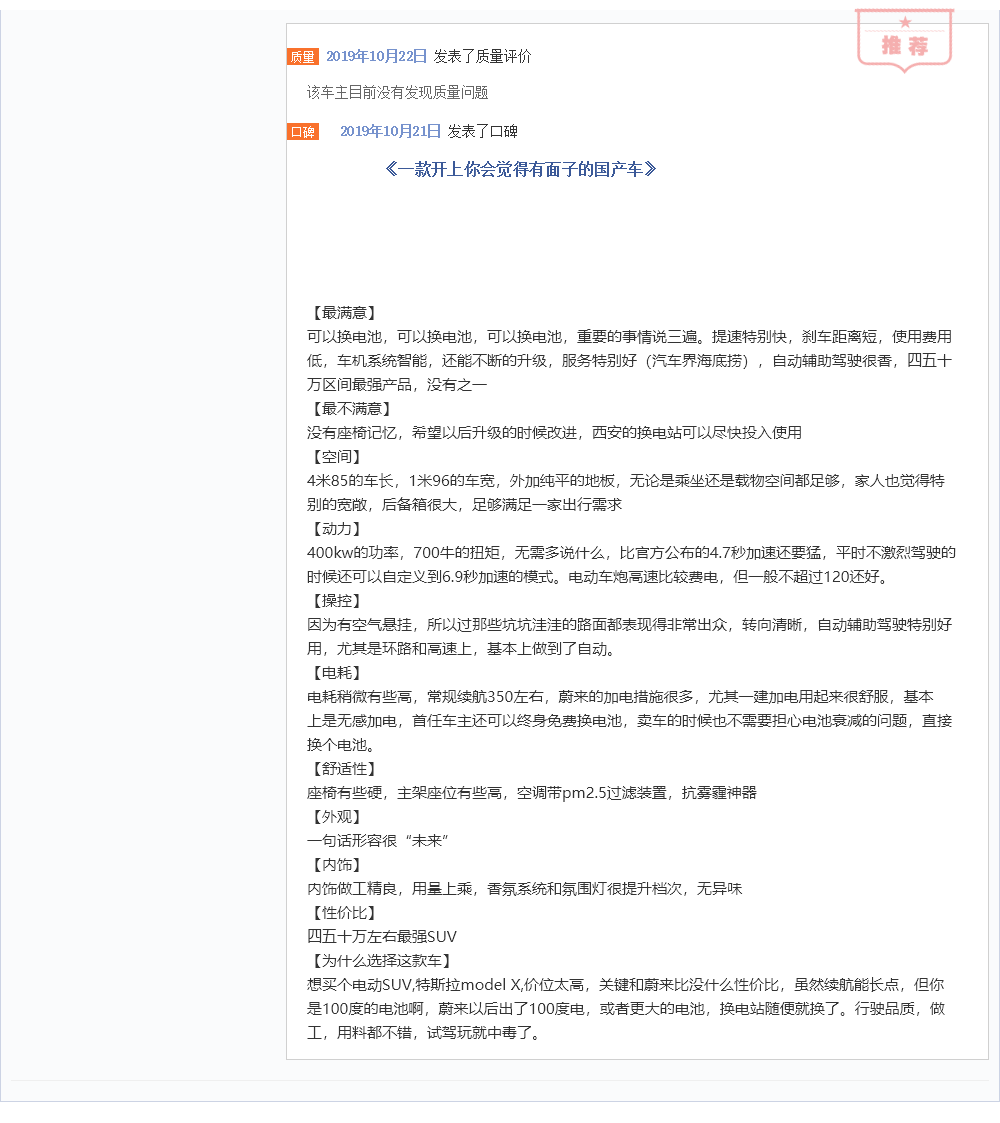 推荐
质量 2019年10月22日 发表了质量评价
该车主目前没有发现质量问题
口碑 2019年10月21日 发表了口碑
《一款开上你会觉得有面子的国产车》
【最满意】
可以换电池，可以换电池，可以换电池，重要的事情说三遍。提速特别快，刹车距离短，使用费用
低，车机系统智能，还能不断的升级，服务特别好（汽车界海底捞），自动辅助驾驶很香，四五十
万区间最强产品，没有之一
【最不满意】
没有座椅记忆，希望以后升级的时候改进，西安的换电站可以尽快投入使用
【空间】
4米85的车长，1米96的车宽，外加纯平的地板，无论是乘坐还是载物空间都足够，家人也觉得特
别的宽敞，后备箱很大，足够满足一家出行需求
【动力】
400kw的功率，700牛的扭矩，无需多说什么，比官方公布的4.7秒加速还要猛，平时不激烈驾驶的
时候还可以自定义到6.9秒加速的模式。电动车炮高速比较费电，但一般不超过120还好。
【操控】
因为有空气悬挂，所以过那些坑坑洼洼的路面都表现得非常出众，转向清晰，自动辅助驾驶特别好
用，尤其是环路和高速上，基本上做到了自动。
【电耗】
电耗稍微有些高，常规续航350左右，蔚来的加电措施很多，尤其一建加电用起来很舒服，基本
上是无感加电，首任车主还可以终身免费换电池，卖车的时候也不需要担心电池衰减的问题，直接
换个电池。
【舒适性】
座椅有些硬，主架座位有些高，空调带pm2.5过滤装置，抗雾霾神器
【外观】
一句话形容很“未来”
【内饰】
内饰做工精良，用量上乘，香氛系统和氛围灯很提升档次，无异味
【性价比】
四五十万左右最强SUV
【为什么选择这款车】
想买个电动SUV,特斯拉model X,价位太高，关键和蔚来比没什么性价比，虽然续航能长点，但你
是100度的电池啊，蔚来以后出了100度电，或者更大的电池，换电站随便就换了。行驶品质，做
工，用料都不错，试驾玩就中毒了。